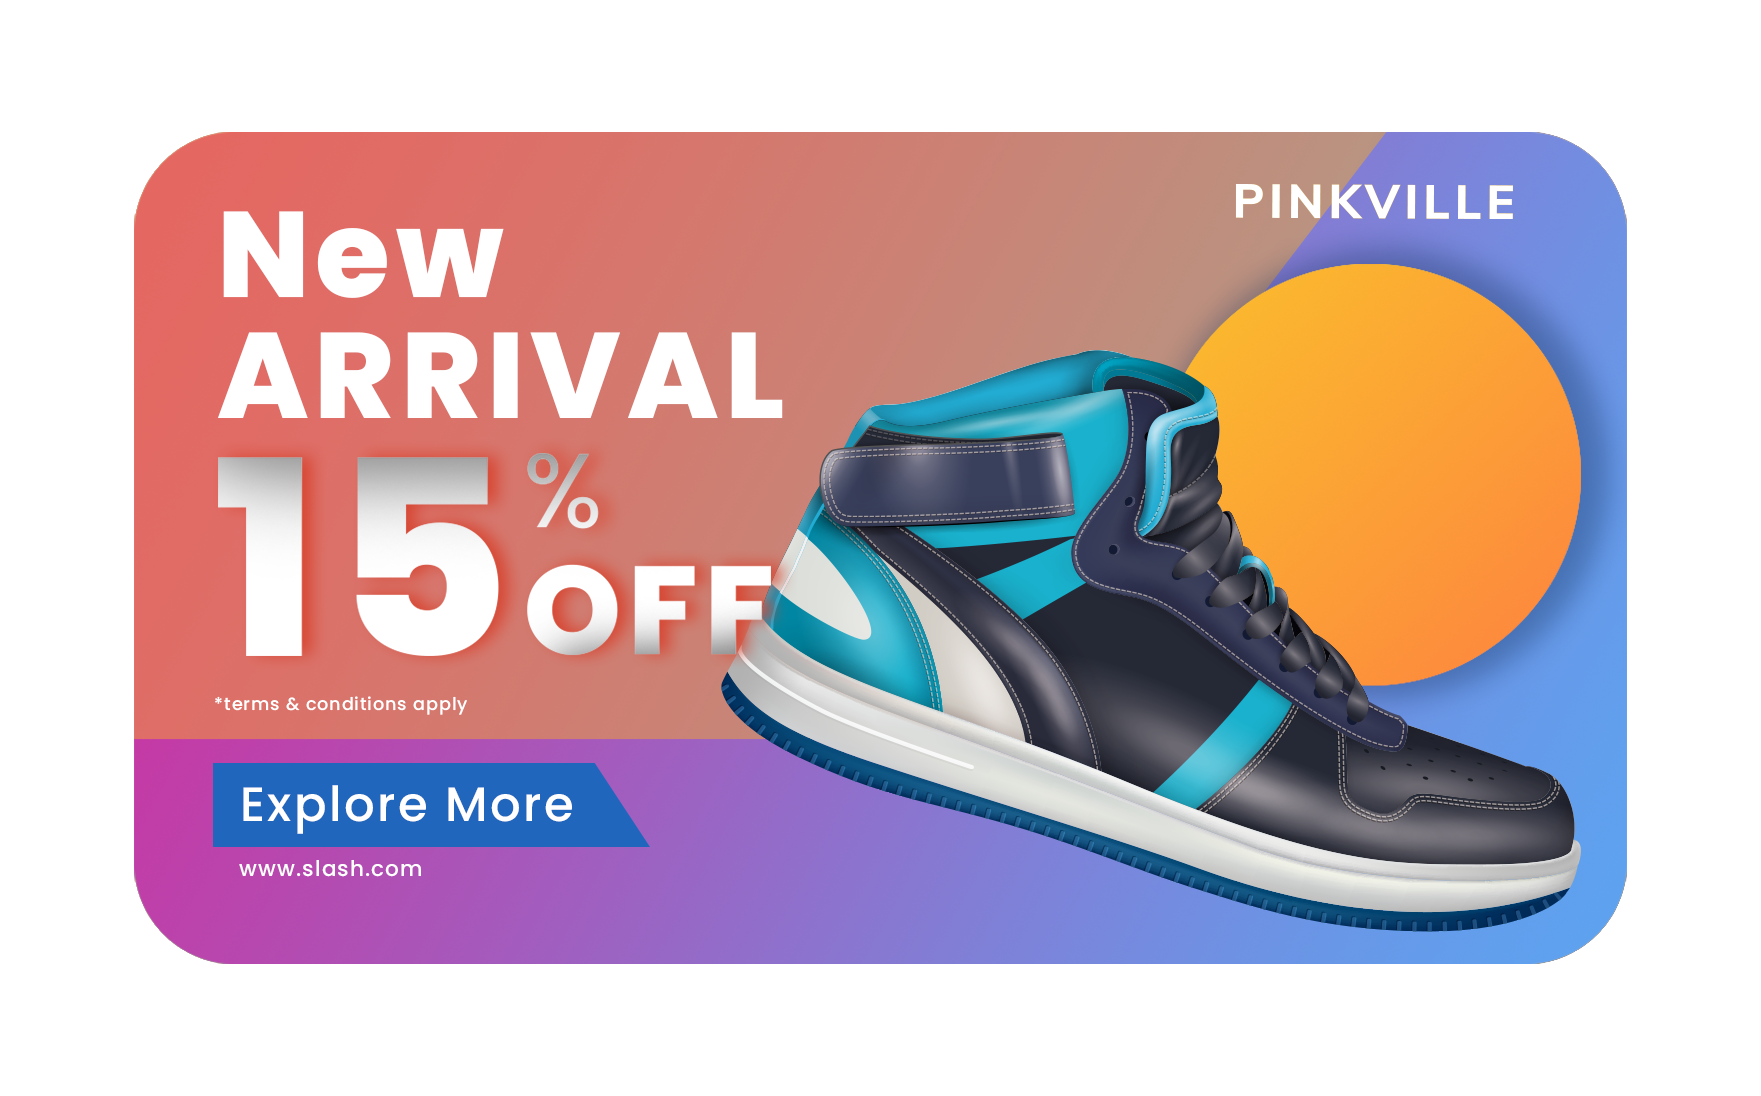 PINKVILLE
New
ARRIVAL
15%
OFF
*terms & conditions apply
Explore More
www.slash.com